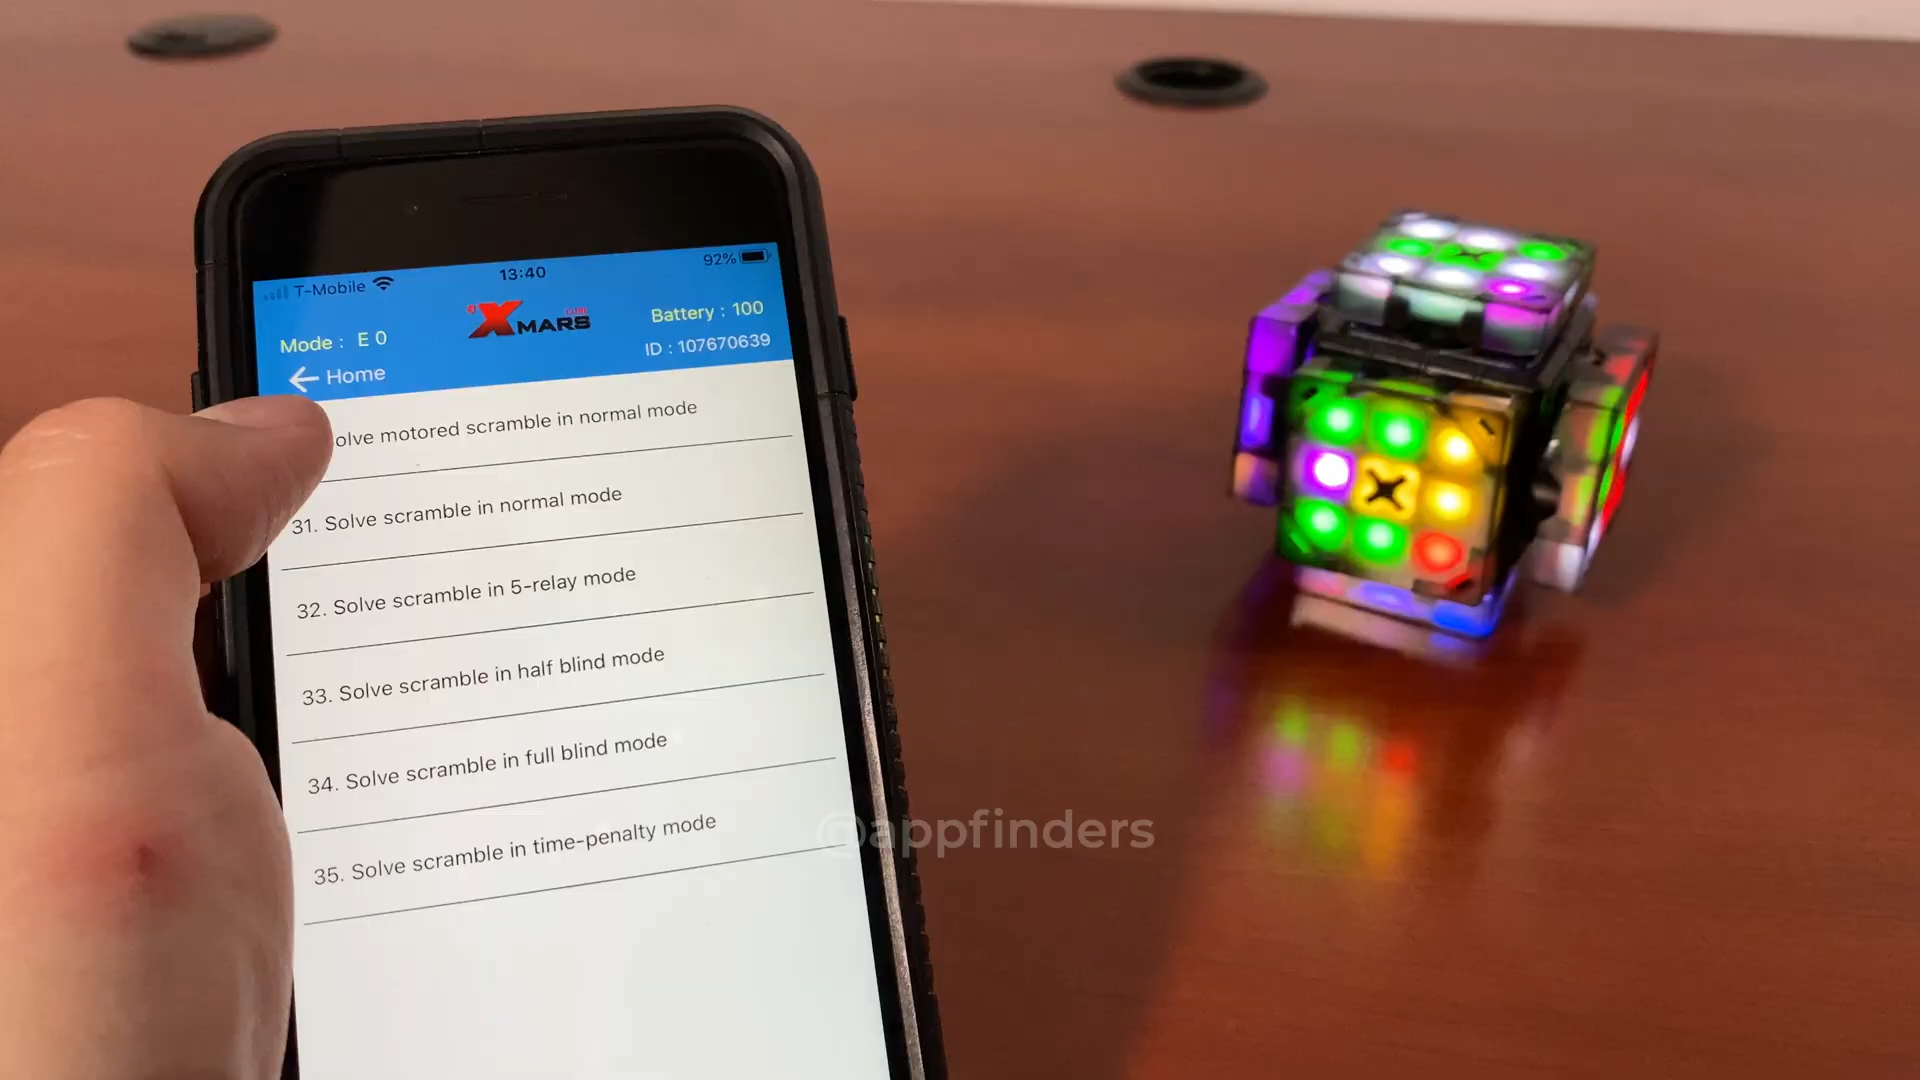 T-Mobile 13:40 92%
XMARS
Mode : E 0 Battery : 100
ID : 107670639
← Home
olve motored scramble in normal mode
31. Solve scramble in normal mode
32. Solve scramble in 5-relay mode
33. Solve scramble in half blind mode
34. Solve scramble in full blind mode
35. Solve scramble in time-penalty mode
@appfinders